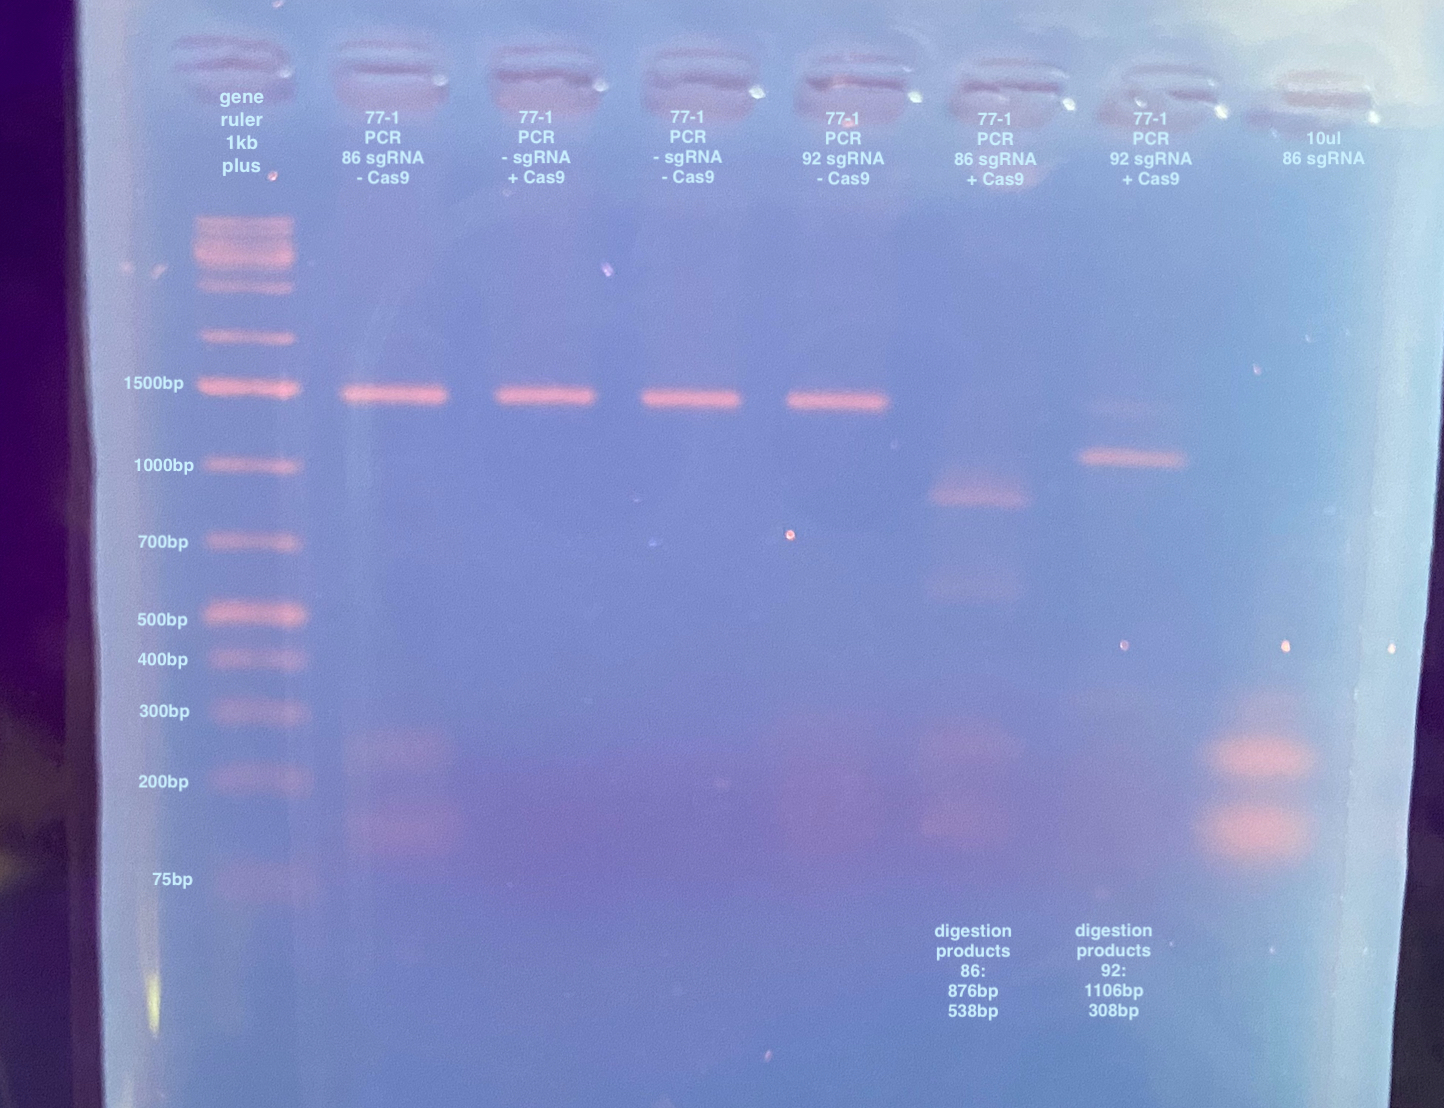 gene
ruler
1kb
plus
77-1
PCR
86 sgRNA
- Cas9
77-1
PCR
- sgRNA
+ Cas9
77-1
PCR
- sgRNA
- Cas9
77-1
PCR
92 sgRNA
- Cas9
77-1
PCR
86 sgRNA
+ Cas9
77-1
PCR
92 sgRNA
+ Cas9
10ul
86 sgRNA
1500bp
1000bp
700bp
500bp
400bp
300bp
200bp
75bp
digestion
products
86:
876bp
538bp
digestion
products
92:
1106bp
308bp